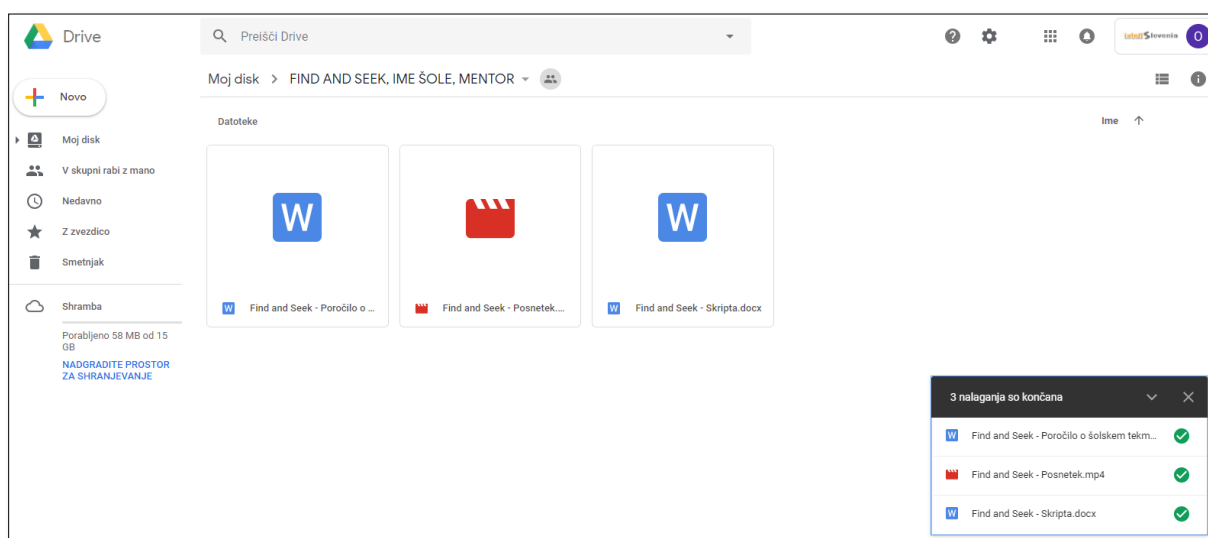 Drive
Preišči Drive
iatefl Slovenia
O
Moj disk > FIND AND SEEK, IME ŠOLE, MENTOR
Novo
Datoteke
Ime
Moj disk
V skupni rabi z mano
Nedavno
Z zvezdico
Smetnjak
Shramba
Porabljeno 58 MB od 15
GB
NADGRADITE PROSTOR
ZA SHRANJEVANJE
W
W
W Find and Seek - Poročilo o ...
Find and Seek - Posnetek....
W Find and Seek - Skripta.docx
3 nalaganja so končana
W Find and Seek - Poročilo o šolskem tekm...
Find and Seek - Posnetek.mp4
W Find and Seek - Skripta.docx